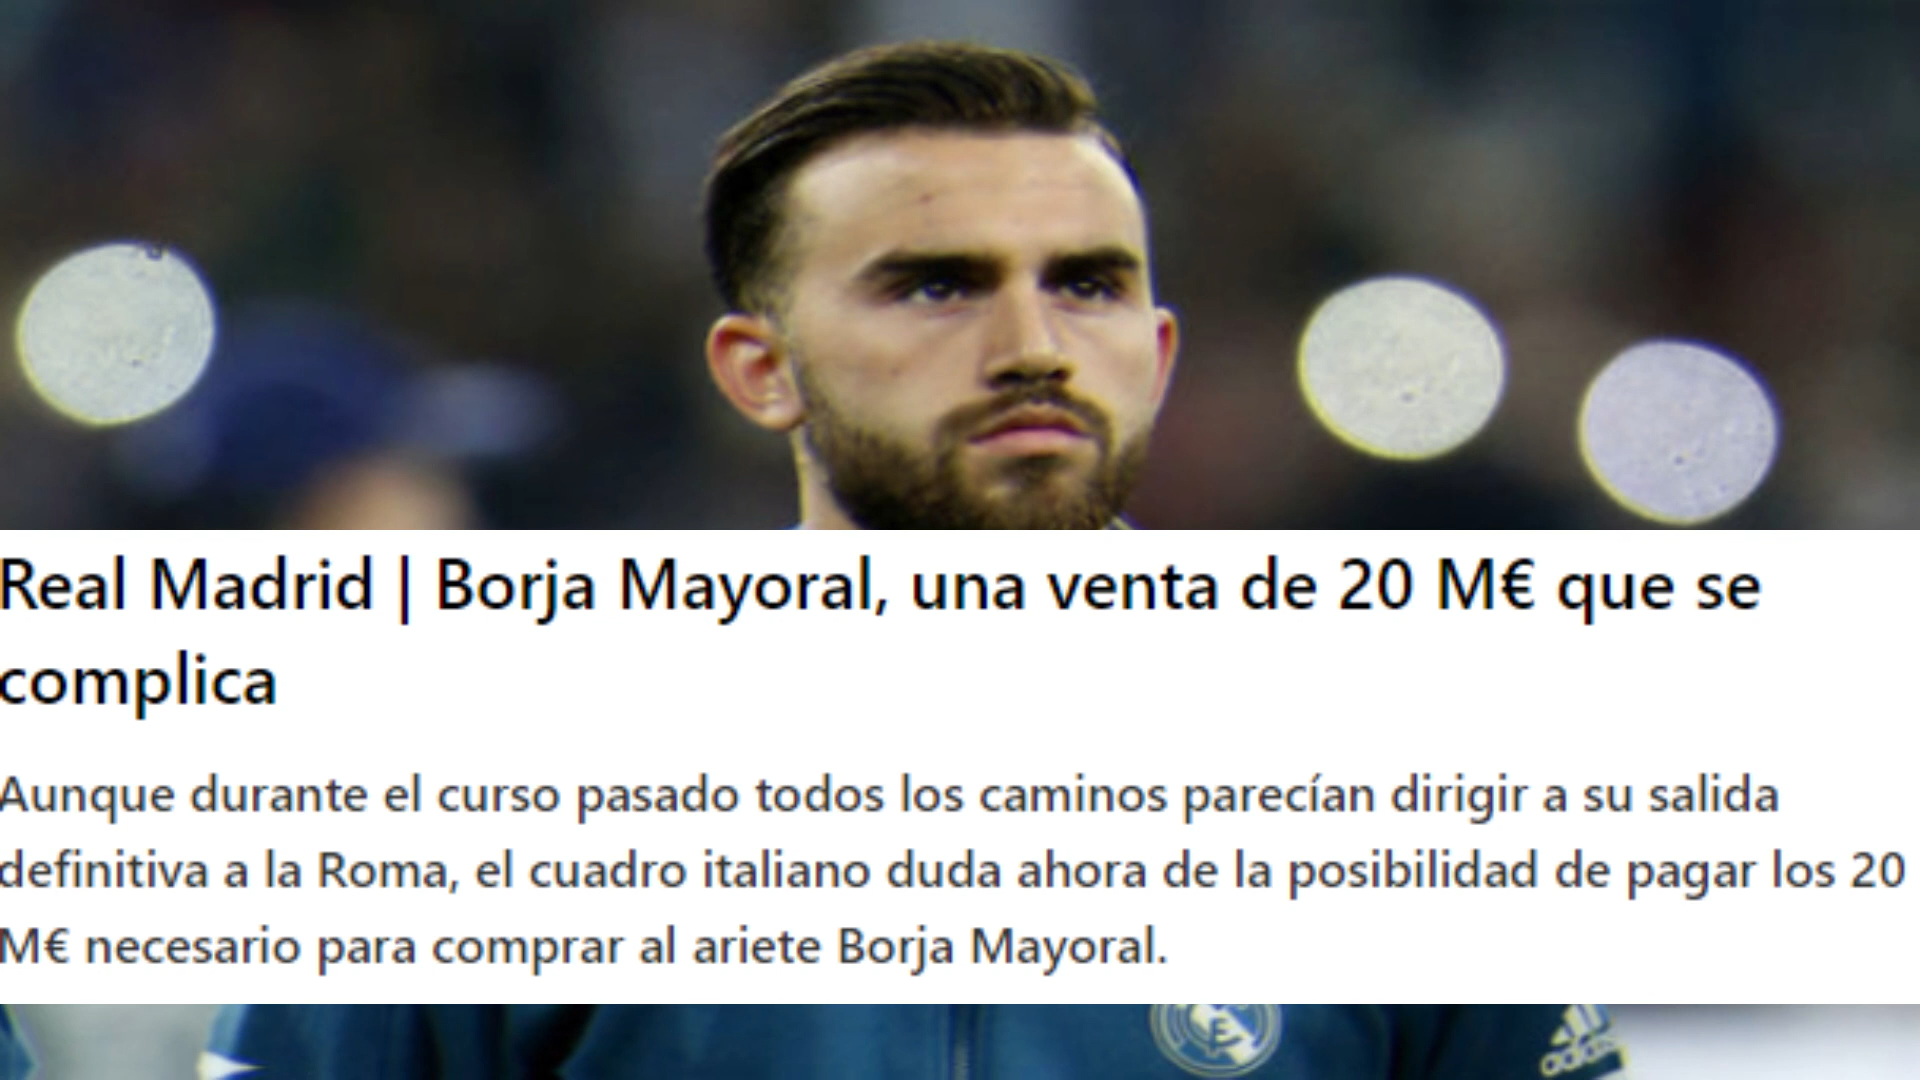 Real Madrid | Borja Mayoral, una venta de 20 M€ que se
complica
Aunque durante el curso pasado todos los caminos parecían dirigir a su salida
definitiva a la Roma, el cuadro italiano duda ahora de la posibilidad de pagar los 20
M€ necesario para comprar al ariete Borja Mayoral.
adidas